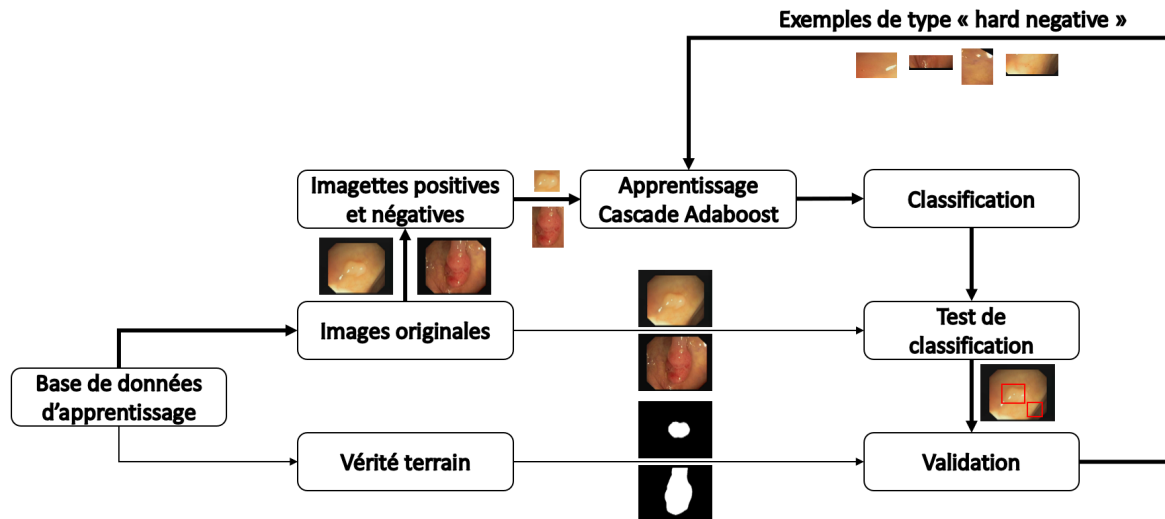 Exemples de type « hard negative »
Imagettes positives
et négatives
Apprentissage
Cascade Adaboost
Classification
Images originales
Test de
classification
Base de données
d'apprentissage
Vérité terrain
Validation